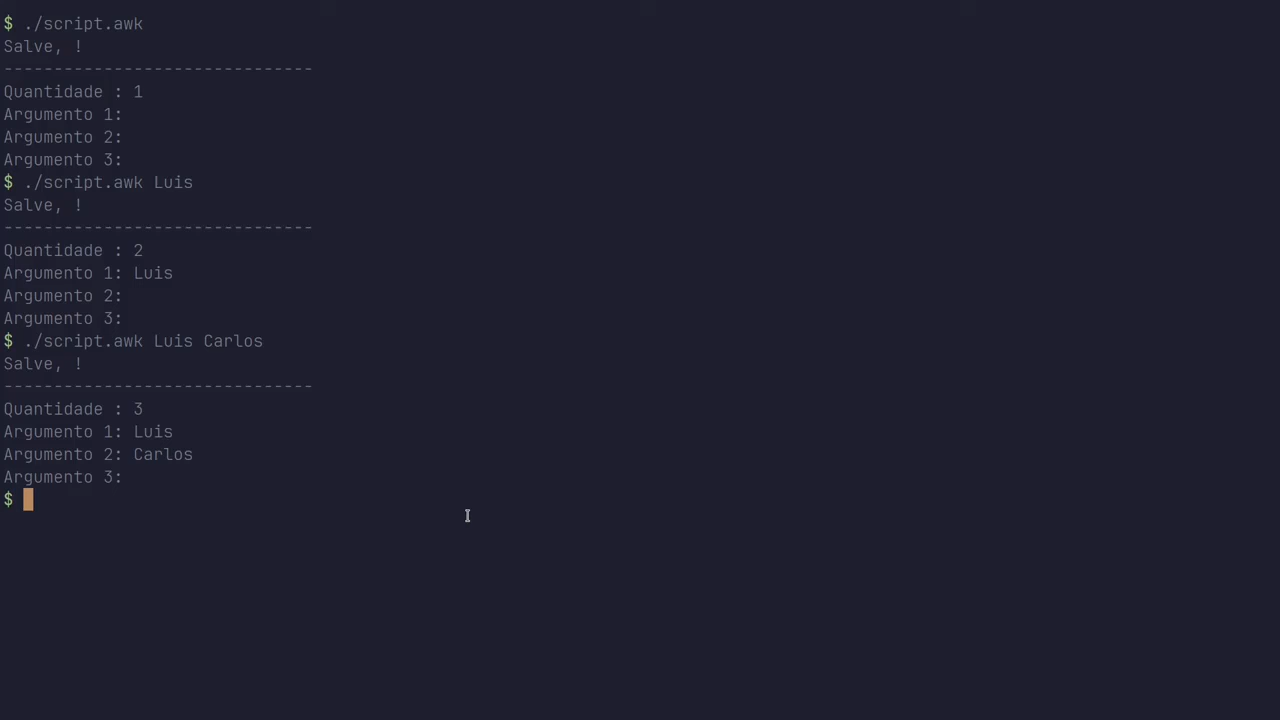 $ ./script.awk
Salve, !
-------------------------------
Quantidade : 1
Argumento 1:
Argumento 2:
Argumento 3:
$ ./script.awk Luis
Salve, !
-------------------------------
Quantidade : 2
Argumento 1: Luis
Argumento 2:
Argumento 3:
$ ./script.awk Luis Carlos
Salve, !
-------------------------------
Quantidade : 3
Argumento 1: Luis
Argumento 2: Carlos
Argumento 3:
$